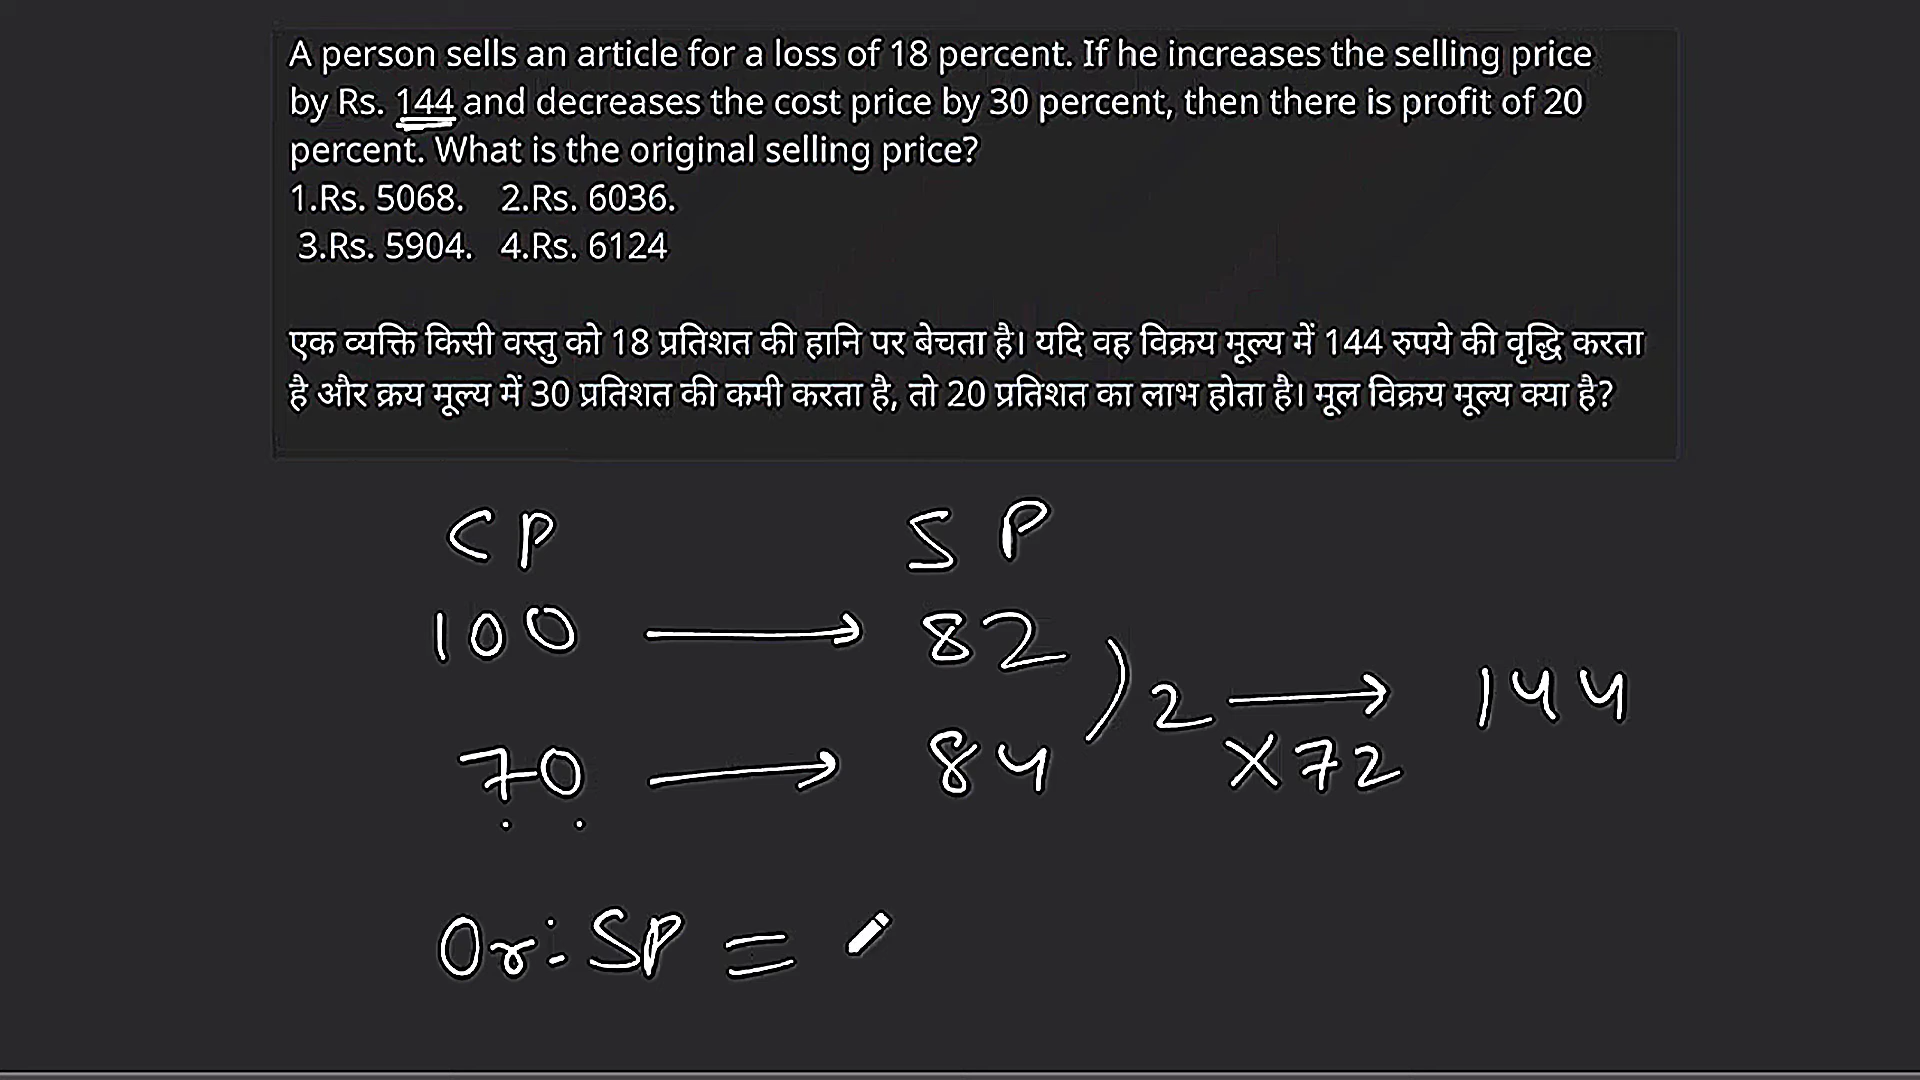 A person sells an article for a loss of 18 percent. If he increases the selling price
by Rs. 144 and decreases the cost price by 30 percent, then there is profit of 20
percent. What is the original selling price?
1.Rs. 5068. 2.Rs. 6036.
3.Rs. 5904. 4.Rs. 6124
एक व्यक्ति किसी वस्तु को 18 प्रतिशत की हानि पर बेचता है। यदि वह विक्रय मूल्य में 144 रुपये की वृद्धि करता
है और क्रय मूल्य में 30 प्रतिशत की कमी करता है, तो 20 प्रतिशत का लाभ होता है। मूल विक्रय मूल्य क्या है?
CP SP
100 → 82
) 2 → 144
×72
70 → 84
Ori. SP =